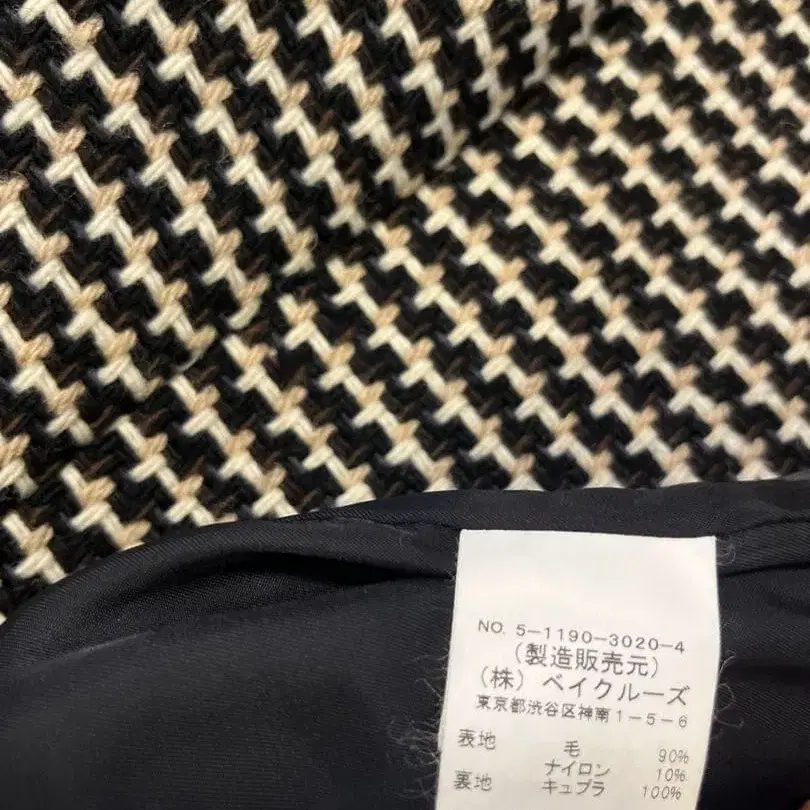 NO. 5-1190-3020-4
(製造販売元)
(株) ベイクルーズ
東京都渋谷区神南1-5-6
表地 毛 90%
ナイロン 10%
裏地 キュプラ 100%